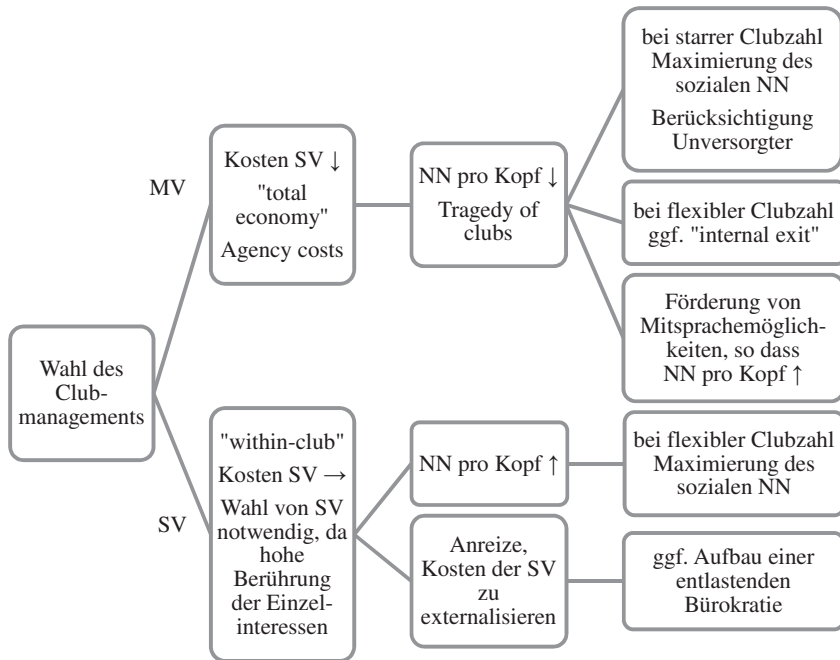 Wahl des
Club-
managements
MV
Kosten SV ↓
"total
economy"
Agency costs
NN pro Kopf ↓
Tragedy of
clubs
bei starrer Clubzahl
Maximierung des
sozialen NN
Berücksichtigung
Unversorgter
bei flexibler Clubzahl
ggf. "internal exit"
Förderung von
Mitsprachemöglich-
keiten, so dass
NN pro Kopf ↑
SV
"within-club"
Kosten SV →
Wahl von SV
notwendig, da
hohe
Berührung
der Einzel-
interessen
NN pro Kopf ↑
bei flexibler Clubzahl
Maximierung des
sozialen NN
Anreize,
Kosten der SV
zu
externalisieren
ggf. Aufbau einer
entlastenden
Bürokratie